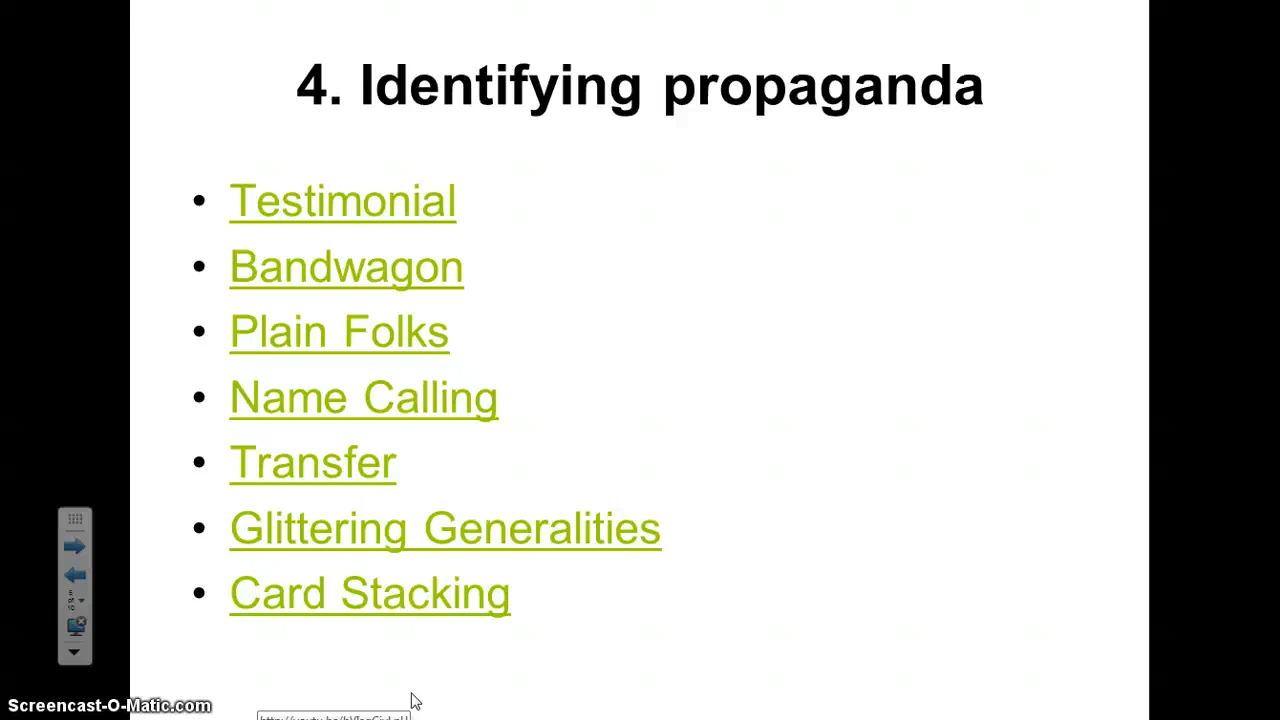 4. Identifying propaganda
• Testimonial
• Bandwagon
• Plain Folks
• Name Calling
• Transfer
• Glittering Generalities
• Card Stacking
Screencast-O-Matic.com